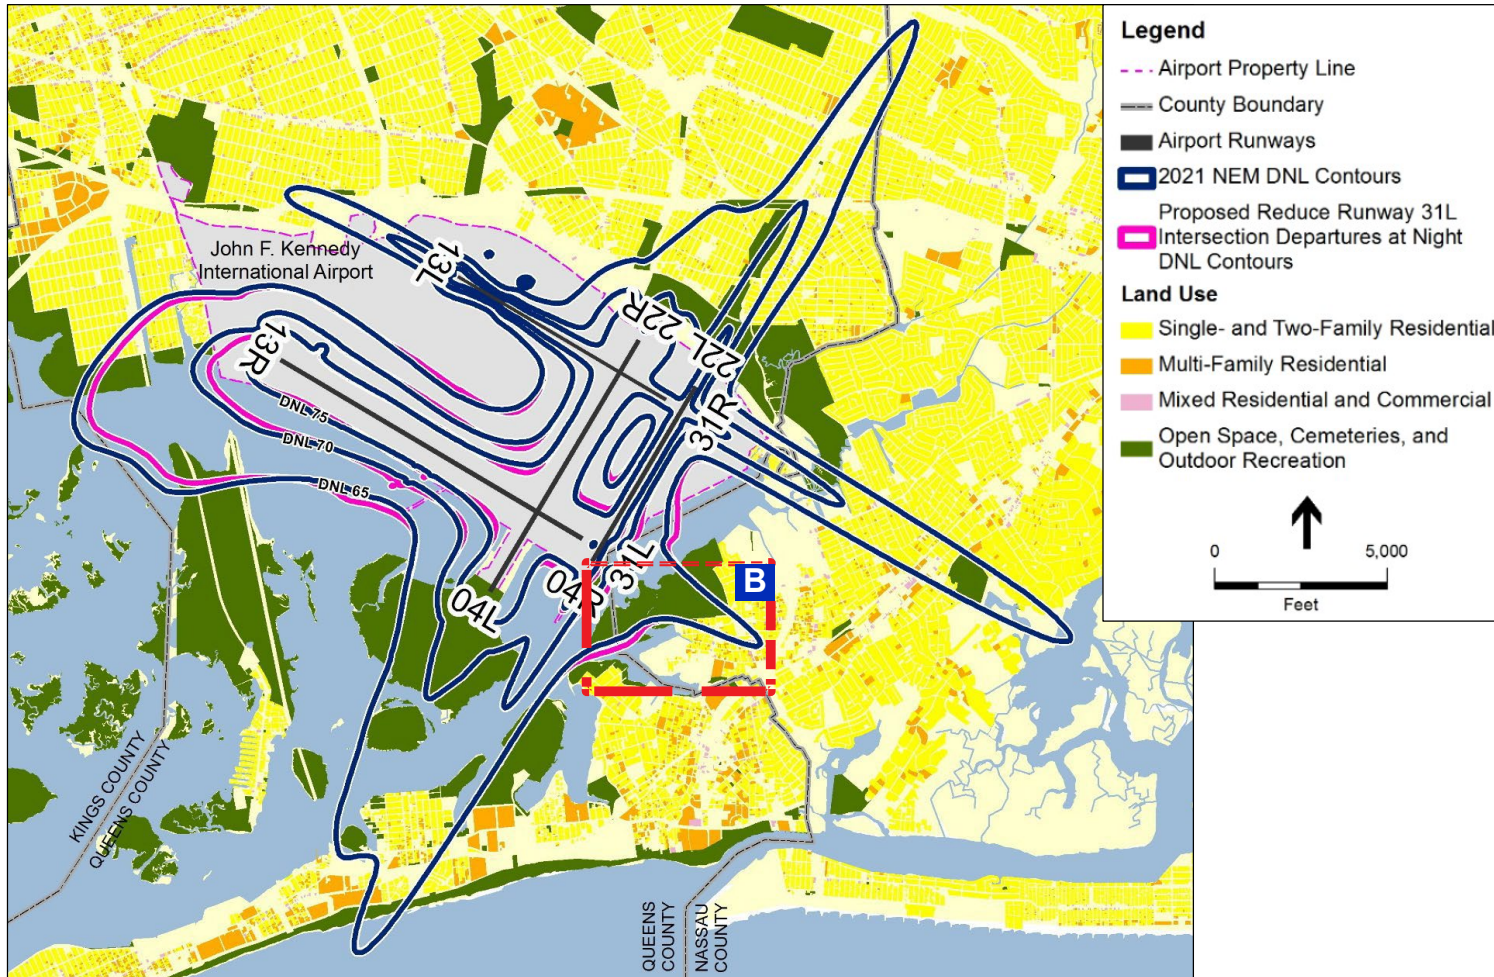 John F. Kennedy
International Airport
13L
22R
22L
13R
31R
DNL 75
DNL 70
DNL 65
31L
04R
04L
B
KINGS COUNTY
QUEENS COUNTY
QUEENS
COUNTY
NASSAU
COUNTY
Legend
Airport Property Line
County Boundary
Airport Runways
2021 NEM DNL Contours
Proposed Reduce Runway 31L
Intersection Departures at Night
DNL Contours
Land Use
Single- and Two-Family Residential
Multi-Family Residential
Mixed Residential and Commercial
Open Space, Cemeteries, and
Outdoor Recreation
0 5,000
Feet